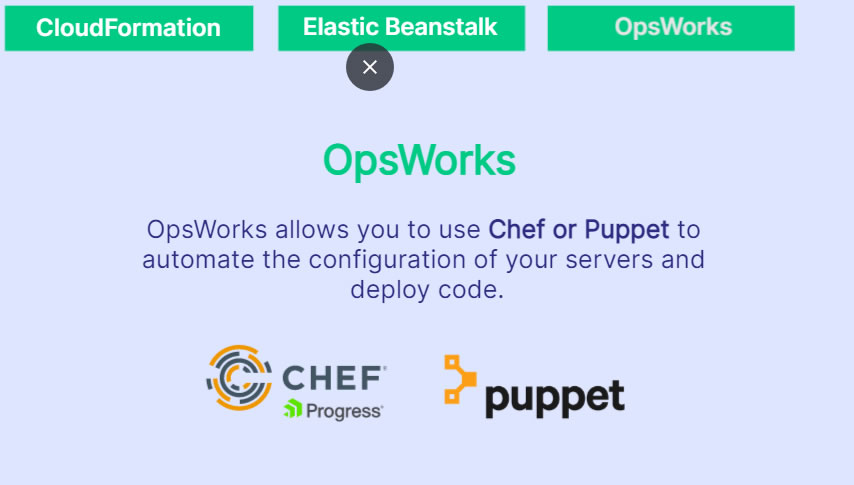 CloudFormation
Elastic Beanstalk
OpsWorks
OpsWorks
OpsWorks allows you to use Chef or Puppet to
automate the configuration of your servers and
deploy code.
CHEF
Progress®
puppet